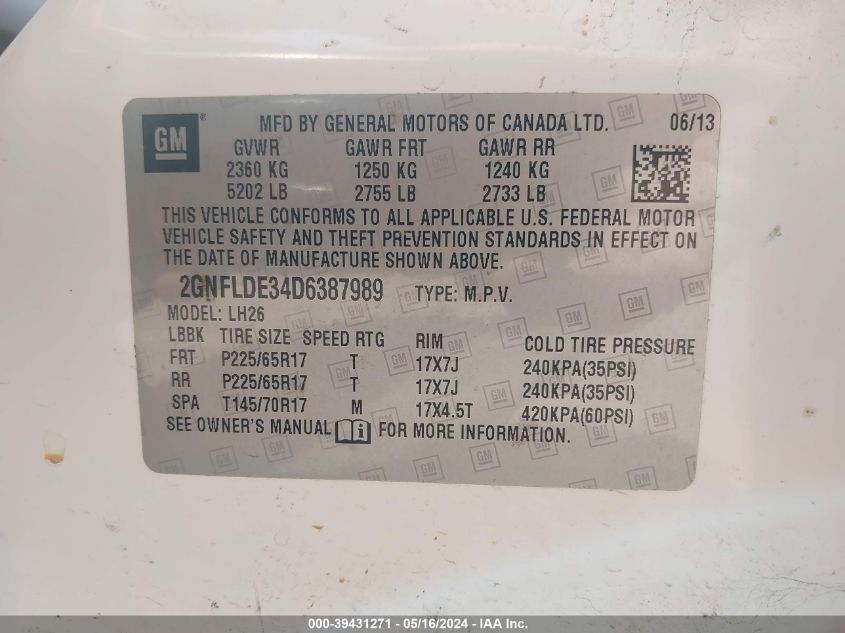 GM ® MFD BY GENERAL MOTORS OF CANADA LTD. 06/13
GVWR GAWR FRT GAWR RR
2360 KG 1250 KG 1240 KG
5202 LB 2755 LB 2733 LB
THIS VEHICLE CONFORMS TO ALL APPLICABLE U.S. FEDERAL MOTOR
VEHICLE SAFETY AND THEFT PREVENTION STANDARDS IN EFFECT ON
THE DATE OF MANUFACTURE SHOWN ABOVE.
2GNFLDE34D6387989 TYPE: M.P.V.
MODEL: LH26
LBBK TIRE SIZE SPEED RTG RIM COLD TIRE PRESSURE
FRT P225/65R17 T 17X7J 240KPA(35PSI)
RR P225/65R17 T 17X7J 240KPA(35PSI)
SPA T145/70R17 M 17X4.5T 420KPA(60PSI)
SEE OWNER'S MANUAL FOR MORE INFORMATION.
000-39431271 - 05/16/2024 - IAA Inc.